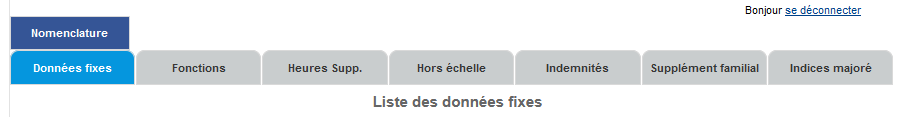 Bonjour se déconnecter
Nomenclature
Données fixes Fonctions Heures Supp. Hors échelle Indemnités Supplément familial Indices majoré
Liste des données fixes